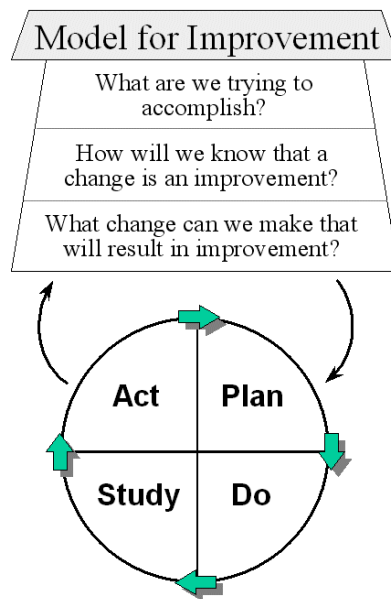 Model for Improvement
What are we trying to
accomplish?
How will we know that a
change is an improvement?
What change can we make that
will result in improvement?
Act
Plan
Study
Do